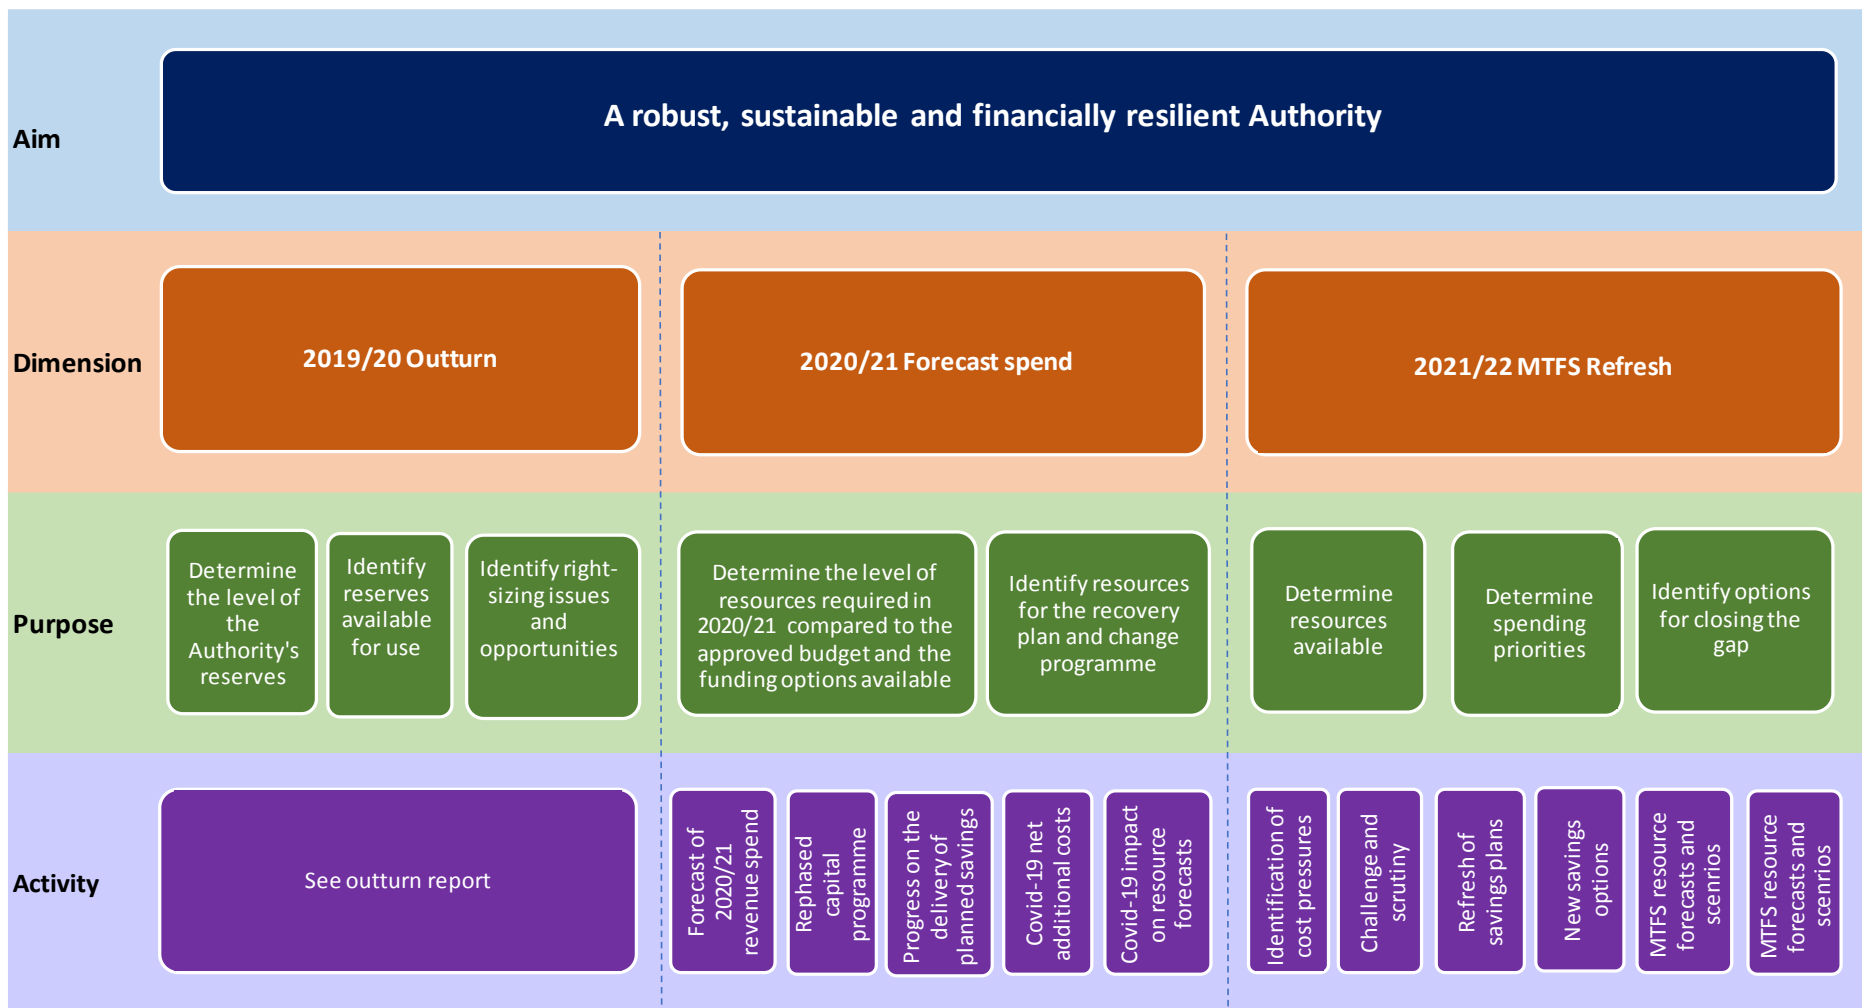 Aim
A robust, sustainable and financially resilient Authority
Dimension
2019/20 Outturn
2020/21 Forecast spend
2021/22 MTFS Refresh
Purpose
Determine
the level of
the
Authority's
reserves
Identify
reserves
available
for use
Identify right-
sizing issues
and
opportunities
Determine the level of
resources required in
2020/21 compared to the
approved budget and the
funding options available
Identify resources
for the recovery
plan and change
programme
Determine
resources
available
Determine
spending
priorities
Identify options
for closing the
gap
Activity
See outturn report
Forecast of
2020/21
revenue spend
Rephased
capital
programme
Progress on the
delivery of
planned savings
Covid-19 net
additional costs
Covid-19 impact
on resource
forecasts
Identification of
cost pressures
Challenge and
scrutiny
Refresh of
savings plans
New savings
options
MTFS resource
forecasts and
scenrios
MTFS resource
forecasts and
scenrios